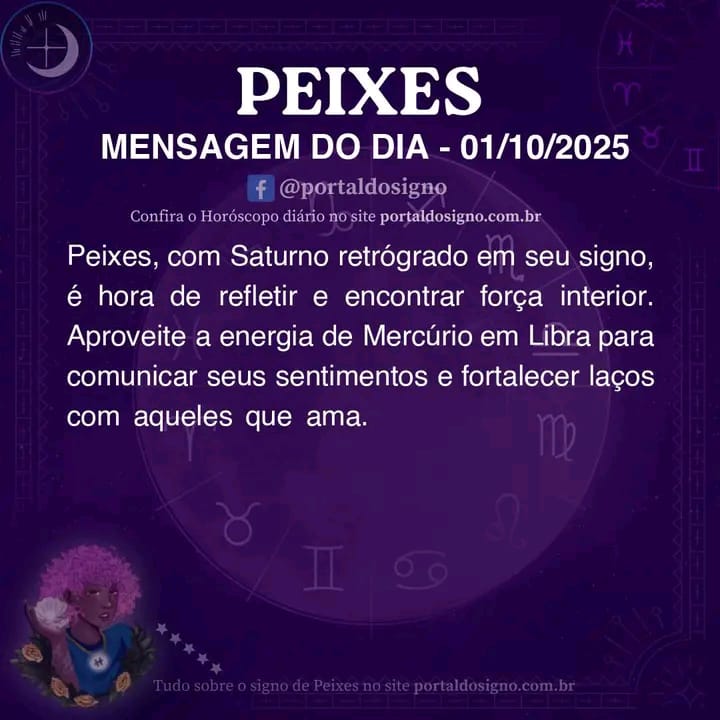 PEIXES
MENSAGEM DO DIA - 01/10/2025
@portaldosigno
Confira o Horóscopo diário no site portaldosigno.com.br
Peixes, com Saturno retrógrado em seu signo,
é hora de refletir e encontrar força interior.
Aproveite a energia de Mercúrio em Libra para
comunicar seus sentimentos e fortalecer laços
com aqueles que ama.
Tudo sobre o signo de Peixes no site portaldosigno.com.br